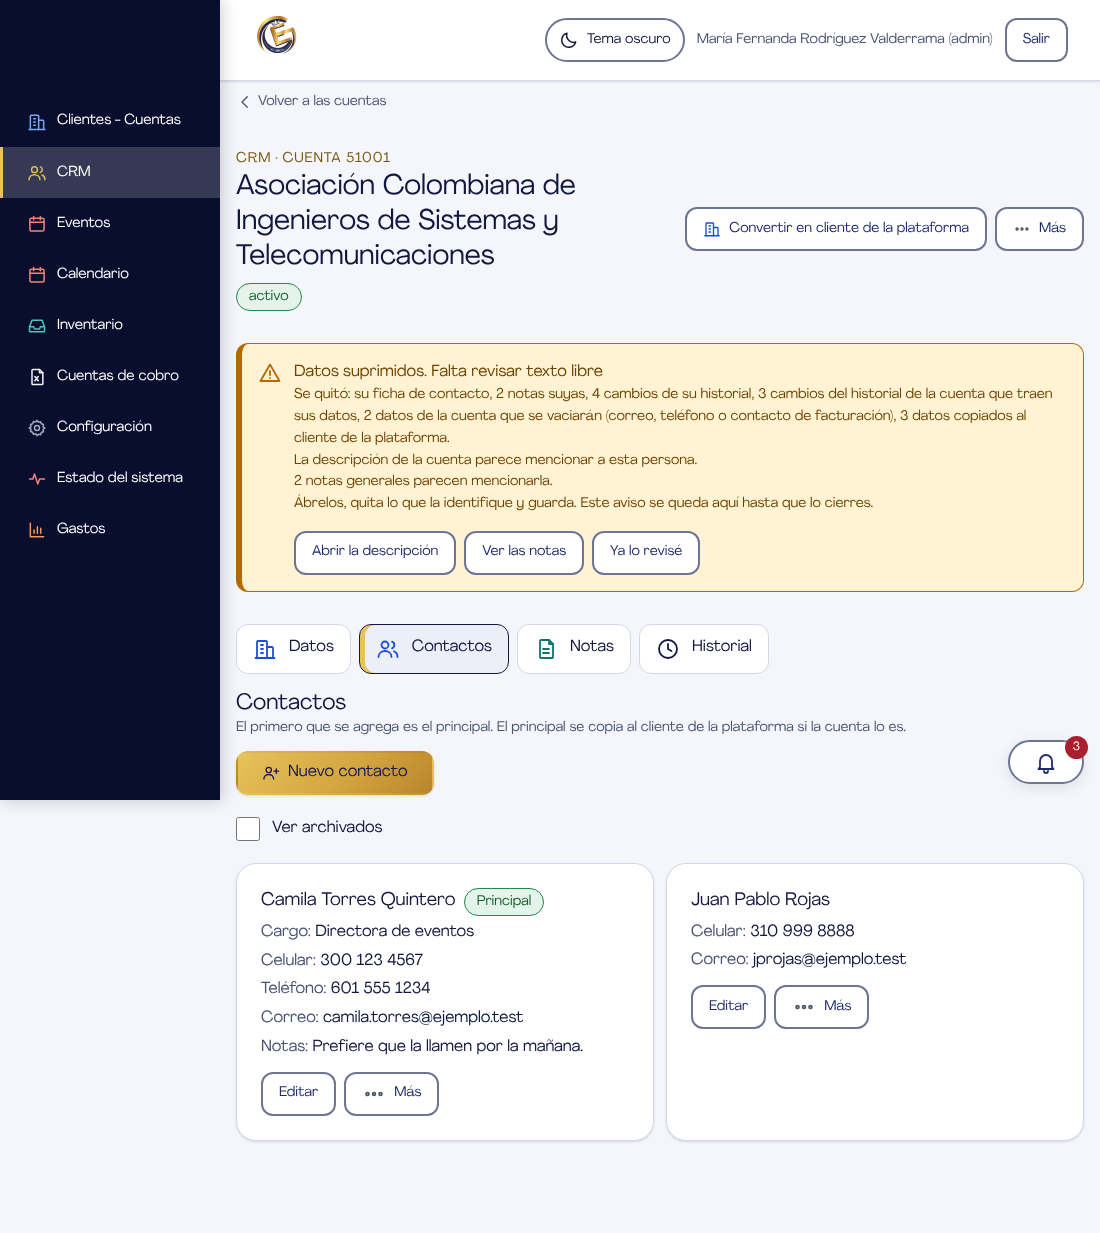 Tema oscuro
María Fernanda Rodríguez Valderrama (admin)
Salir
Clientes - Cuentas
CRM
Eventos
Calendario
Inventario
Cuentas de cobro
Configuración
Estado del sistema
Gastos
Volver a las cuentas
CRM · CUENTA 51001
Asociación Colombiana de
Ingenieros de Sistemas y
Telecomunicaciones
Convertir en cliente de la plataforma
Más
activo
Datos suprimidos. Falta revisar texto libre
Se quitó: su ficha de contacto, 2 notas suyas, 4 cambios de su historial, 3 cambios del historial de la cuenta que traen
sus datos, 2 datos de la cuenta que se vaciarán (correo, teléfono o contacto de facturación), 3 datos copiados al
cliente de la plataforma.
La descripción de la cuenta parece mencionar a esta persona.
2 notas generales parecen mencionarla.
Ábrelos, quita lo que la identifique y guarda. Este aviso se queda aquí hasta que lo cierres.
Abrir la descripción
Ver las notas
Ya lo revisé
Datos
Contactos
Notas
Historial
Contactos
El primero que se agrega es el principal. El principal se copia al cliente de la plataforma si la cuenta lo es.
Nuevo contacto
3
Ver archivados
Camila Torres Quintero Principal
Cargo: Directora de eventos
Celular: 300 123 4567
Teléfono: 601 555 1234
Correo: camila.torres@ejemplo.test
Notas: Prefiere que la llamen por la mañana.
Editar
Más
Juan Pablo Rojas
Celular: 310 999 8888
Correo: jprojas@ejemplo.test
Editar
Más